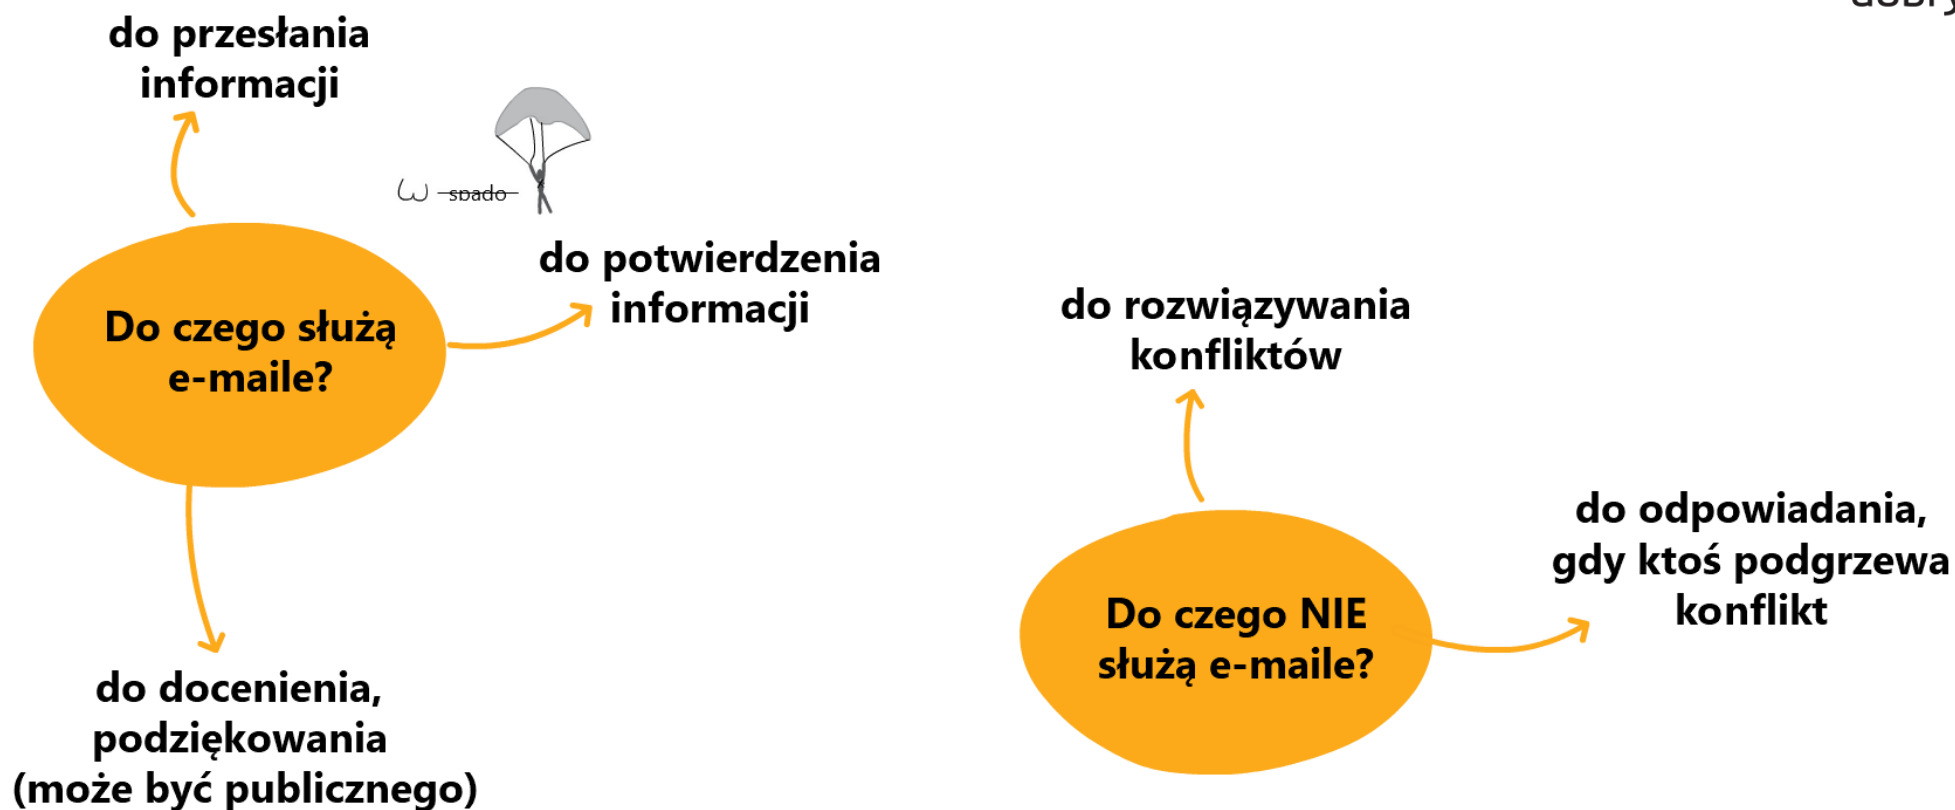 do przesłania
informacji
ω spado
do potwierdzenia
informacji
Do czego służą
e-maile?
do docenienia,
podziękowania
(może być publicznego)
do rozwiązywania
konfliktów
Do czego NIE
służą e-maile?
do odpowiadania,
gdy ktoś podgrzewa
konflikt